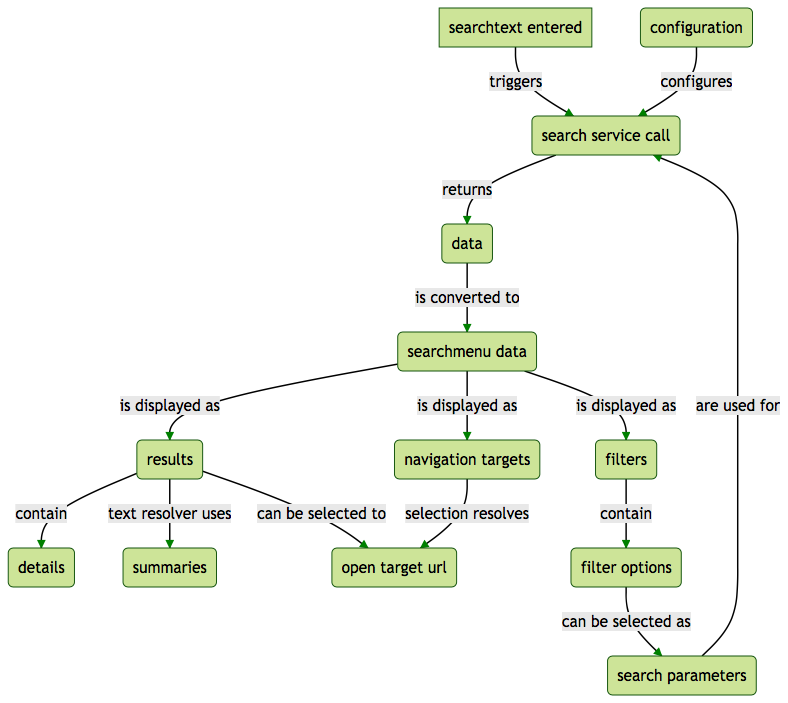 searchtext entered
configuration
triggers
configures
search service call
returns
data
is converted to
searchmenu data
is displayed as
is displayed as
is displayed as
are used for
results
navigation targets
filters
contain
text resolver uses
can be selected to
selection resolves
contain
details
summaries
open target url
filter options
can be selected as
search parameters